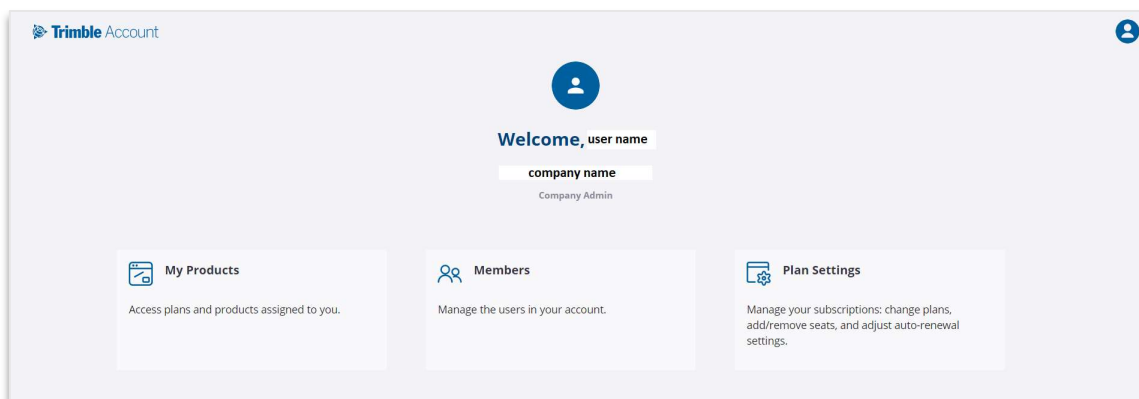 Trimble Account
Welcome, user name
company name
Company Admin
My Products
Access plans and products assigned to you.
Members
Manage the users in your account.
Plan Settings
Manage your subscriptions: change plans,
add/remove seats, and adjust auto-renewal
settings.